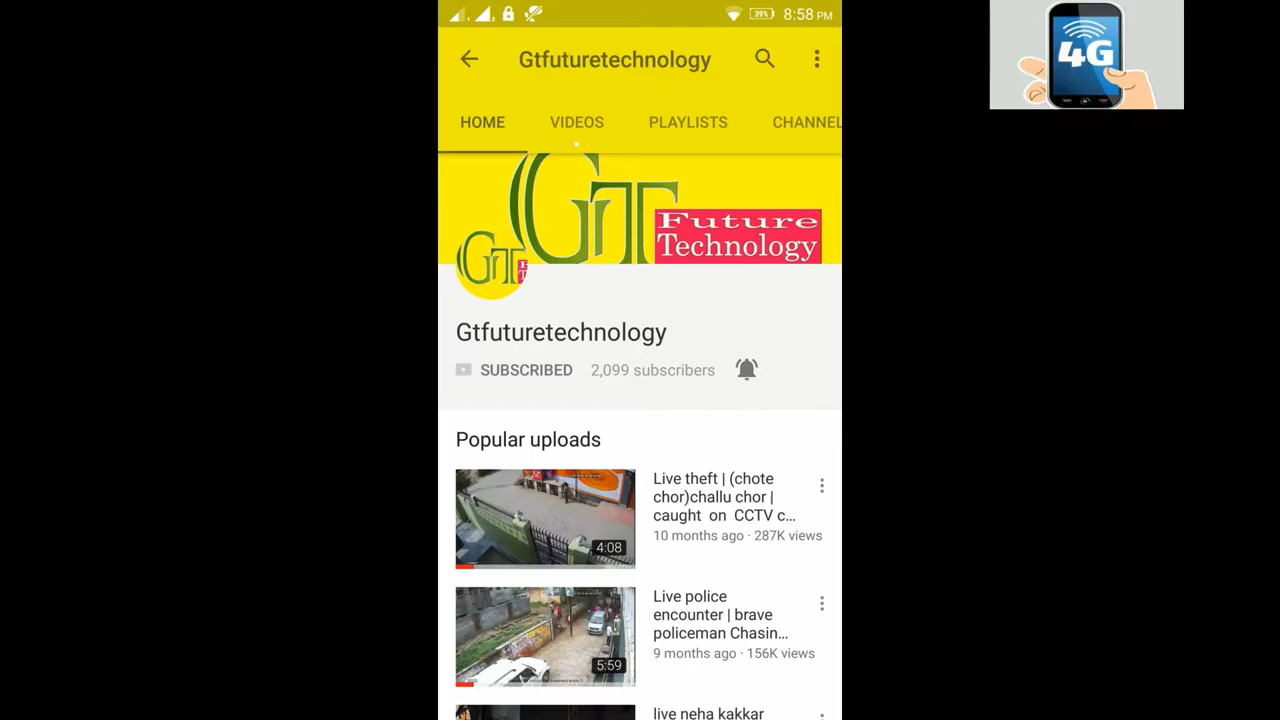 39% 8:58 PM
4G
Gtfuturetechnology
HOME VIDEOS PLAYLISTS CHANNEL
GT Future
Technology
GT
Gtfuturetechnology
SUBSCRIBED 2,099 subscribers
Popular uploads
Live theft | (chote
chor)challu chor |
caught on CCTV c...
10 months ago · 287K views
4:08
Live police
encounter | brave
policeman Chasin...
9 months ago · 156K views
5:59
live neha kakkar